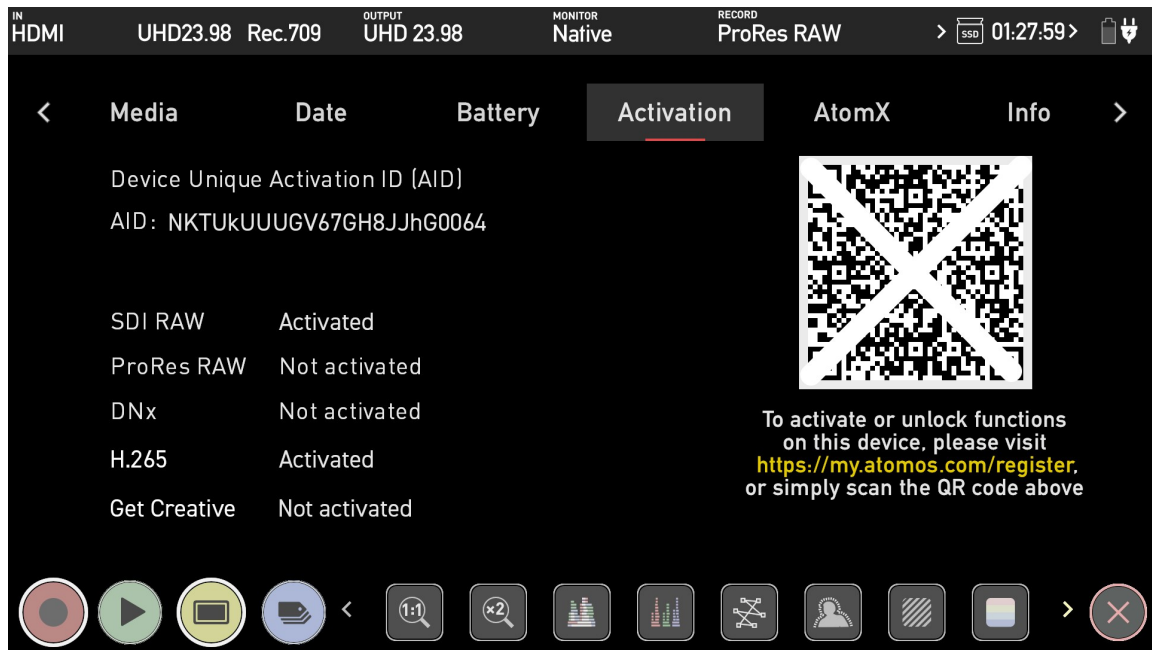 IN OUTPUT MONITOR RECORD
HDMI UHD23.98 Rec.709 UHD 23.98 Native ProRes RAW > SSD 01:27:59 >
< Media Date Battery Activation AtomX Info >
Device Unique Activation ID (AID)
AID: NKTUkUUUGV67GH8JJhG0064
SDI RAW Activated
ProRes RAW Not activated
DNx Not activated
H.265 Activated
Get Creative Not activated
To activate or unlock functions
on this device, please visit
https://my.atomos.com/register,
or simply scan the QR code above
1:1 ×2